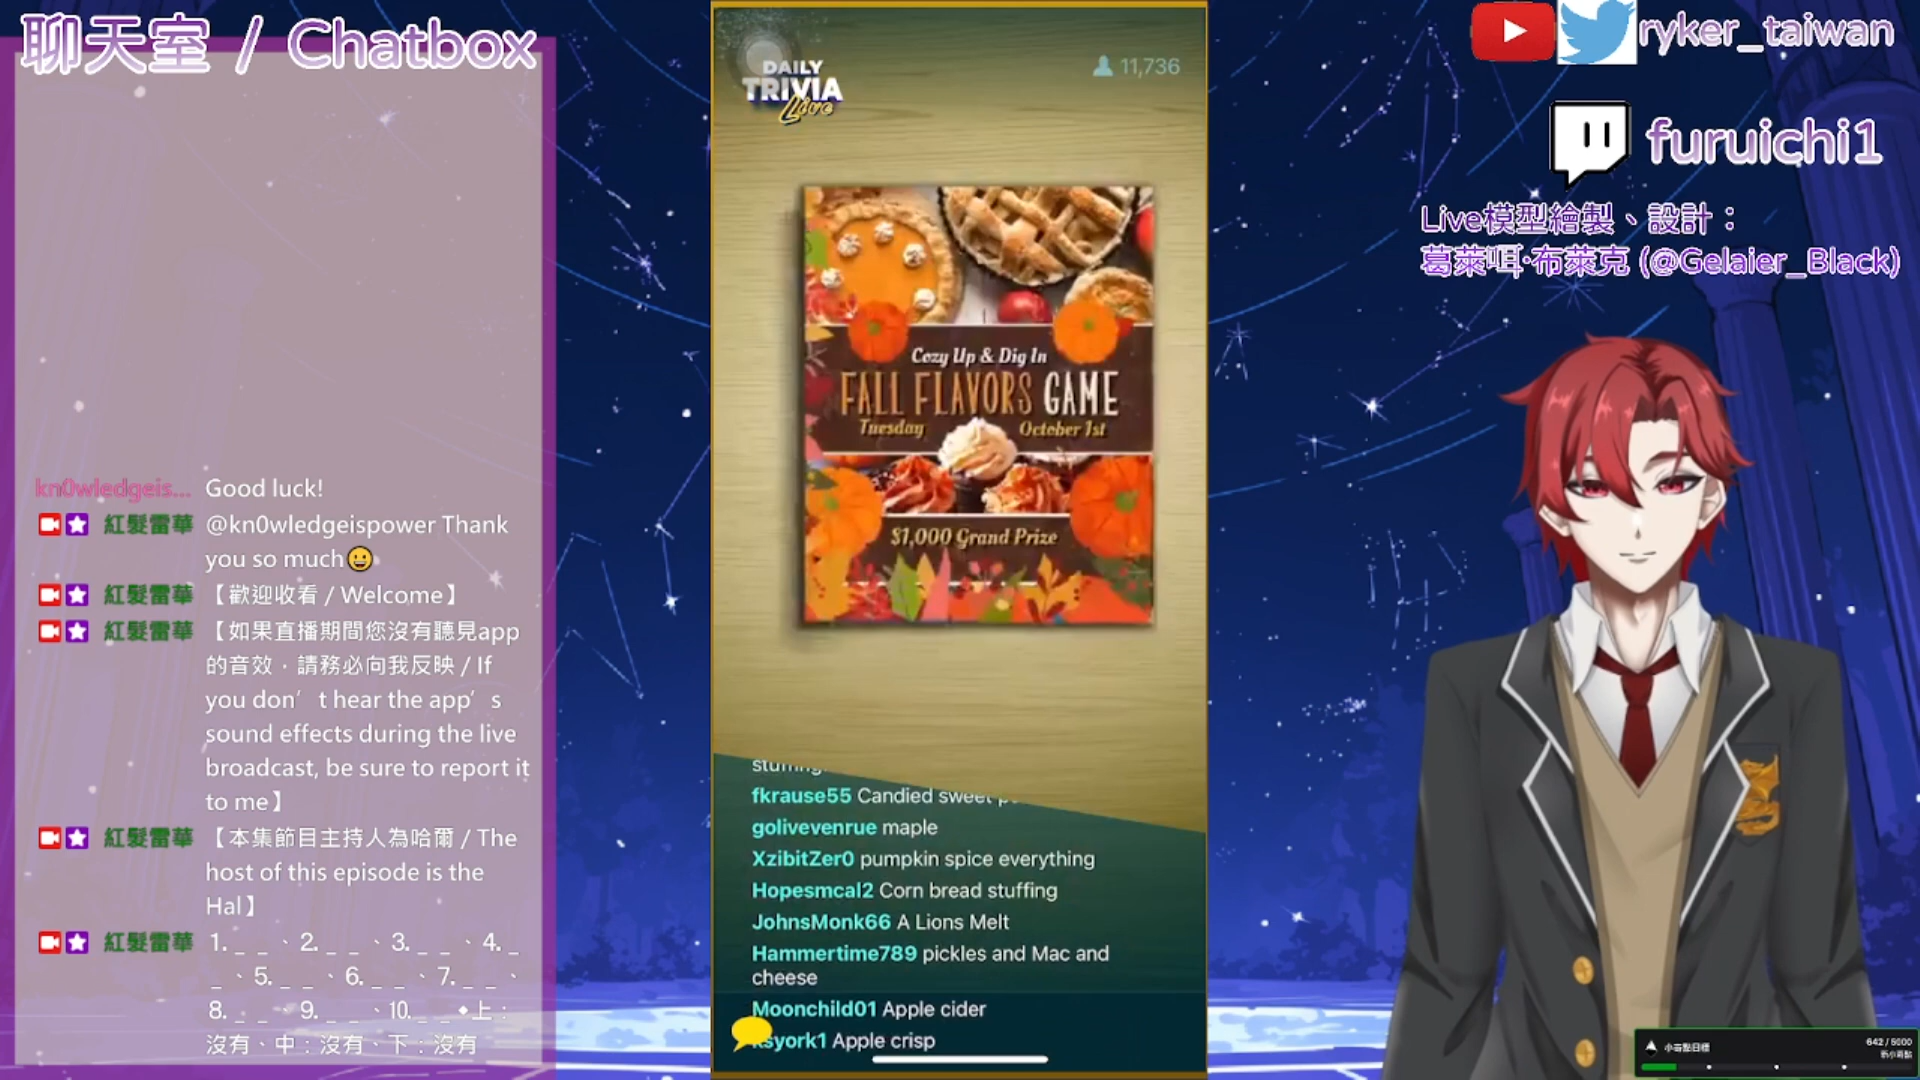 聊天室 / Chatbox
kn0wledgeis... Good luck!
紅髮雷華 @kn0wledgeispower Thank
you so much
紅髮雷華 【歡迎收看 / Welcome】
紅髮雷華 【如果直播期間您沒有聽見app
的音效，請務必向我反映 / If
you don’t hear the app’s
sound effects during the live
broadcast, be sure to report it
to me】
紅髮雷華 【本集節目主持人為哈爾 / The
host of this episode is the
Hal】
紅髮雷華 1. _ _ 、2. _ _ 、3. _ _ 、4. _
_ 、5. _ _ 、6. _ _ 、7. _ _ 、
8. _ _ 、9. _ _ 、10. _ _ ◆上：
沒有、中：沒有、下：沒有
DAILY
TRIVIA
Live
11,736
Cozy Up & Dig In
FALL FLAVORS GAME
Tuesday October 1st
$1,000 Grand Prize
fkrause55 Candied sweet
golivevenrue maple
XzibitZer0 pumpkin spice everything
Hopesmcal2 Corn bread stuffing
JohnsMonk66 A Lions Melt
Hammertime789 pickles and Mac and
cheese
Moonchild01 Apple cider
syork1 Apple crisp
ryker_taiwan
furuichi1
Live模型繪製、設計：
葛萊咡·布萊克 (@Gelaier_Black)
642 / 5000